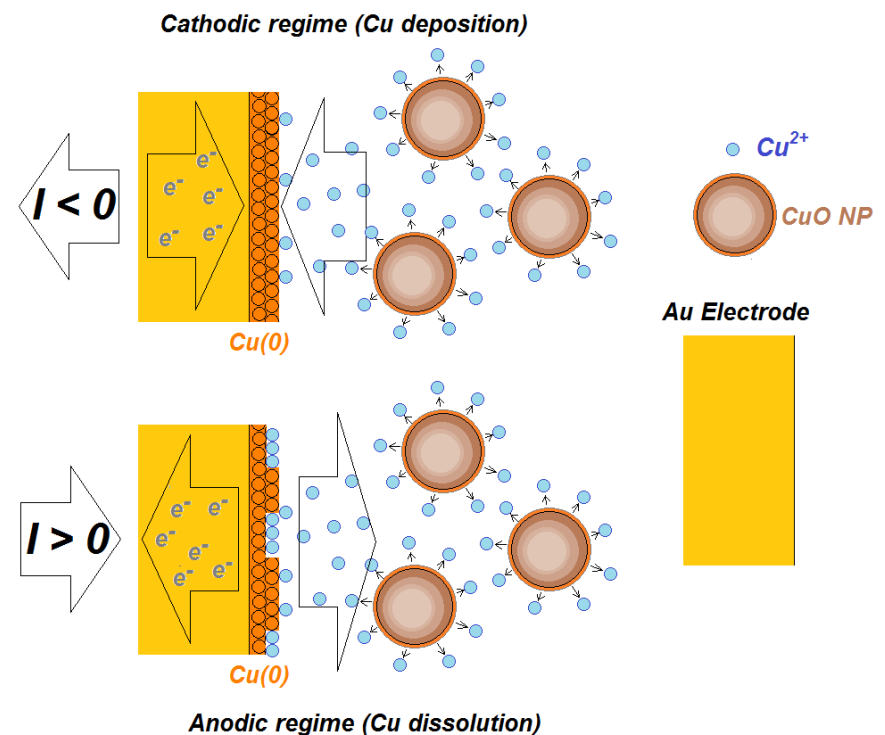 Cathodic regime (Cu deposition)
I < 0
e-
e-
e-
e-
e-
Cu(0)
Cu²⁺
CuO NP
Au Electrode
I > 0
e-
e-
e-
e-
e-
Cu(0)
Anodic regime (Cu dissolution)